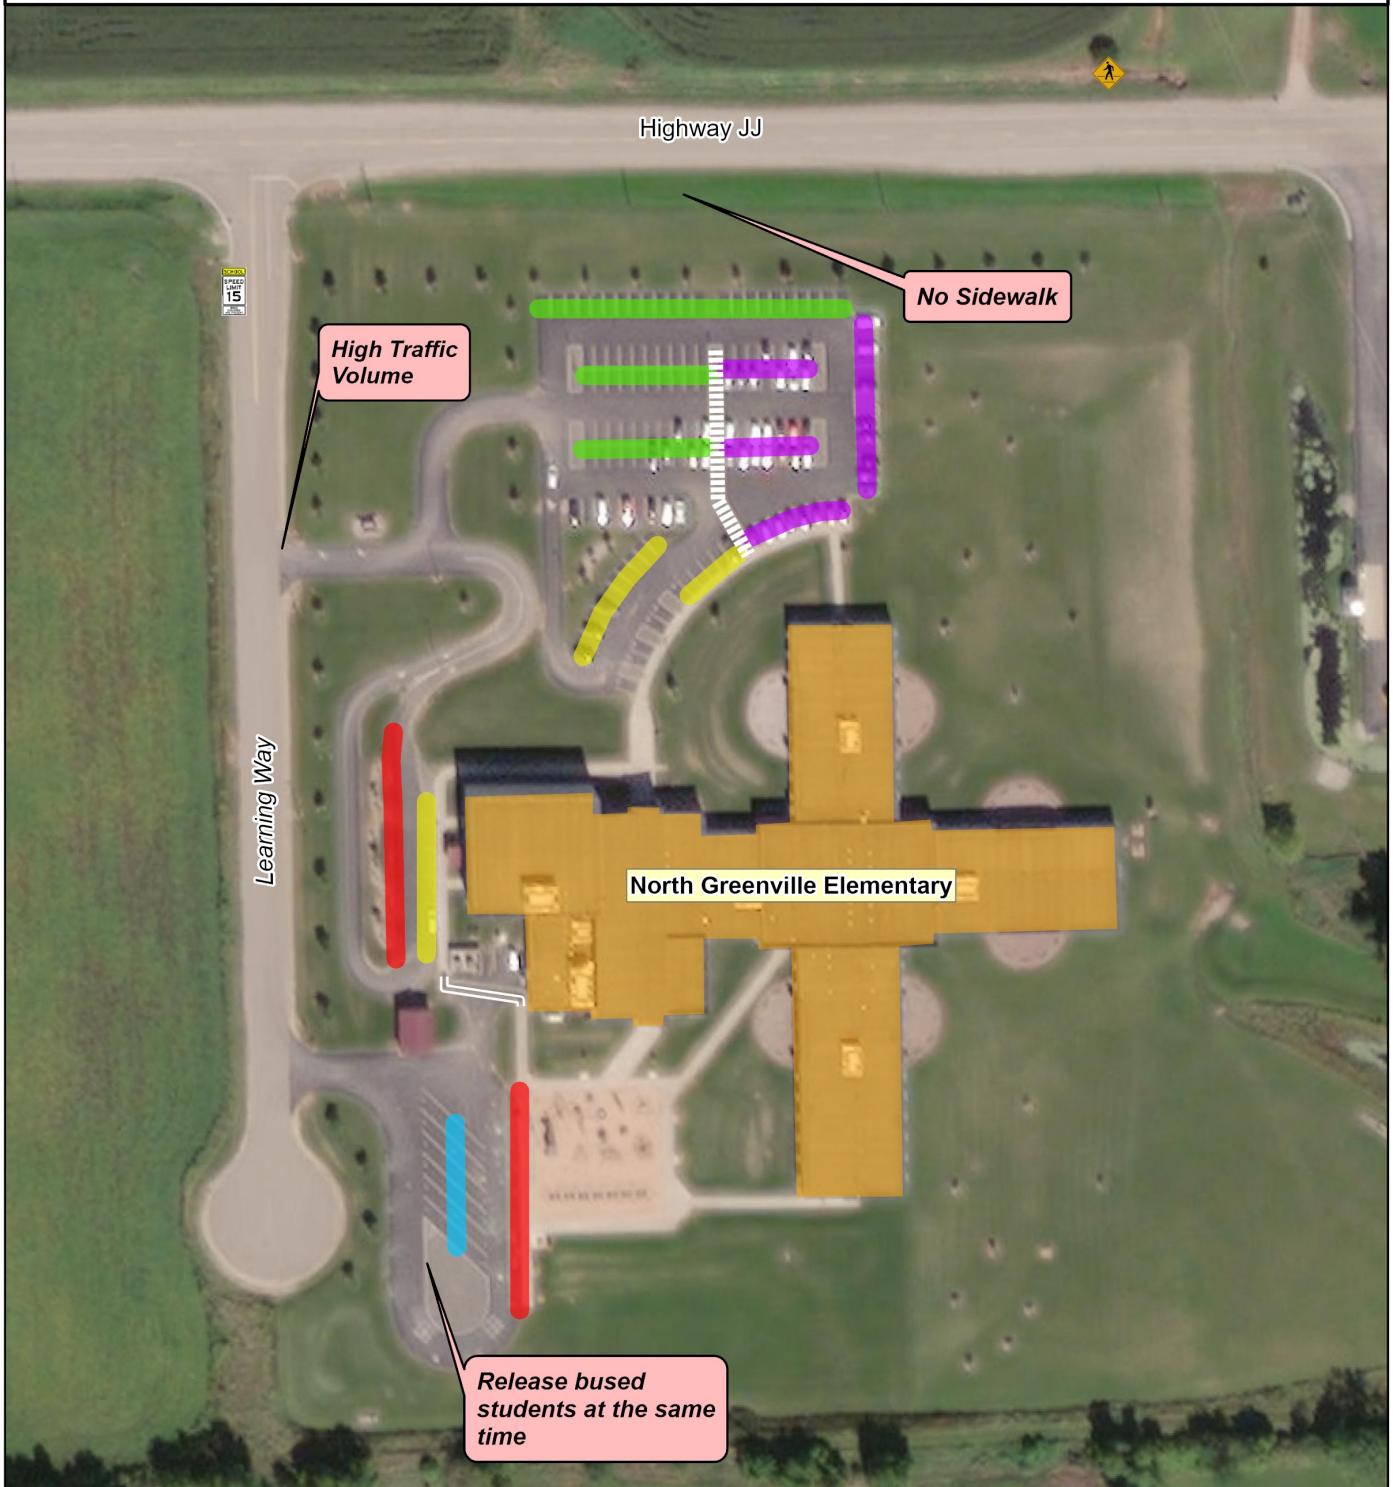 Highway JJ
SCHOOL
SPEED
LIMIT
15
No Sidewalk
High Traffic
Volume
Learning Way
North Greenville Elementary
Release bused
students at the same
time